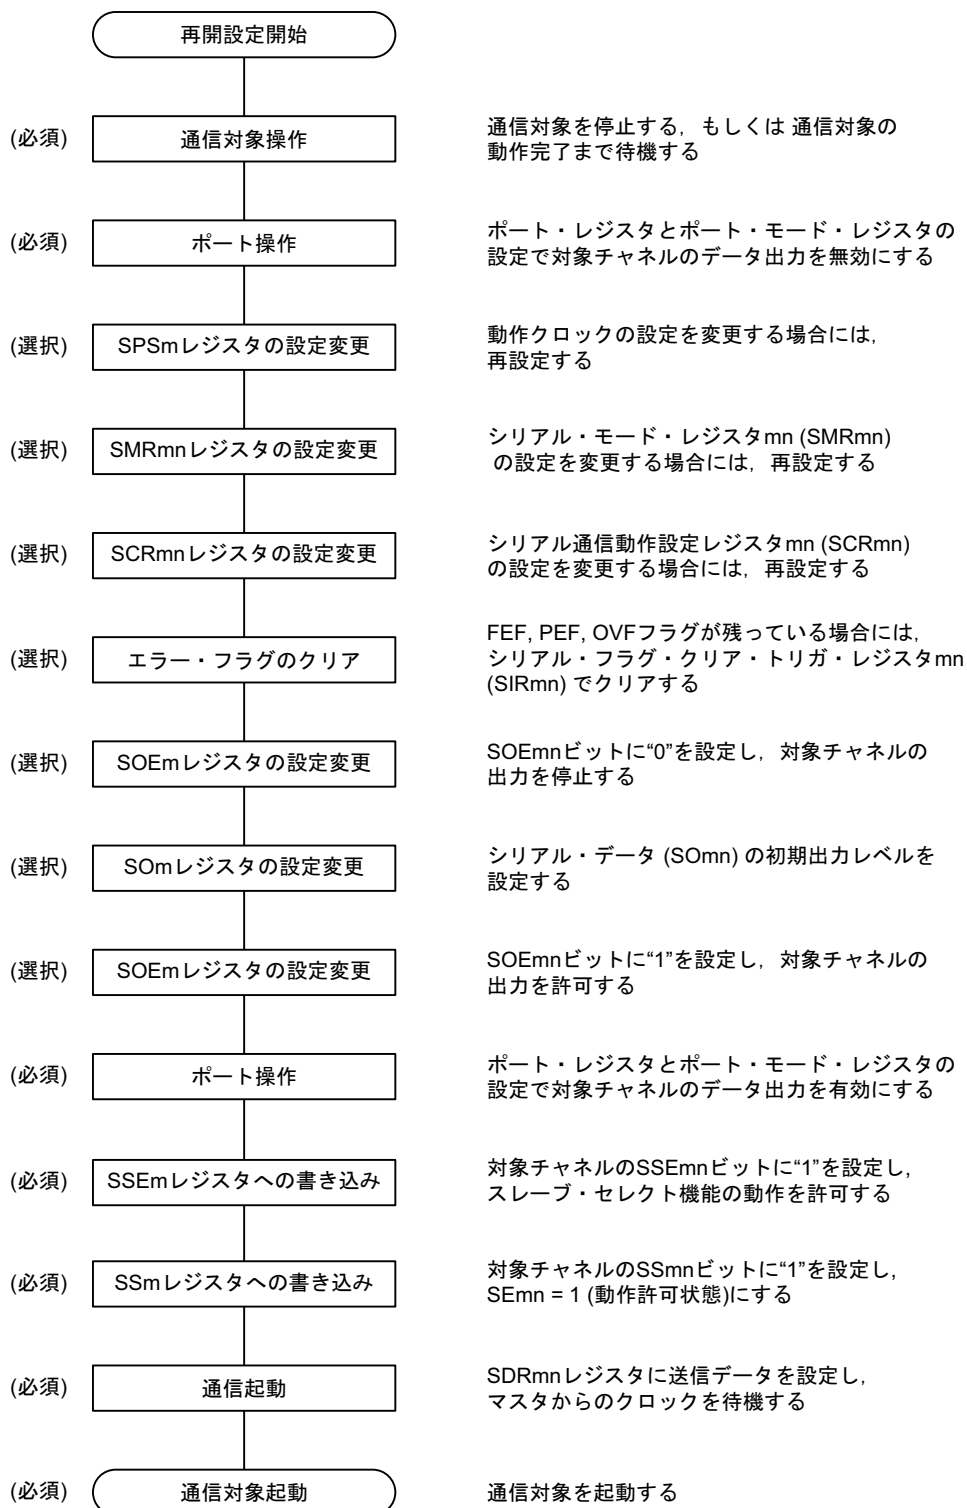 再開設定開始
(必須)
通信対象操作
通信対象を停止する，もしくは 通信対象の
動作完了まで待機する
(必須)
ポート操作
ポート・レジスタとポート・モード・レジスタの
設定で対象チャネルのデータ出力を無効にする
(選択)
SPSmレジスタの設定変更
動作クロックの設定を変更する場合には，
再設定する
(選択)
SMRmnレジスタの設定変更
シリアル・モード・レジスタmn (SMRmn)
の設定を変更する場合には，再設定する
(選択)
SCRmnレジスタの設定変更
シリアル通信動作設定レジスタmn (SCRmn)
の設定を変更する場合には，再設定する
(選択)
エラー・フラグのクリア
FEF, PEF, OVFフラグが残っている場合には，
シリアル・フラグ・クリア・トリガ・レジスタmn
(SIRmn) でクリアする
(選択)
SOEmレジスタの設定変更
SOEmnビットに“0”を設定し，対象チャネルの
出力を停止する
(選択)
SOmレジスタの設定変更
シリアル・データ (SOmn) の初期出力レベルを
設定する
(選択)
SOEmレジスタの設定変更
SOEmnビットに“1”を設定し，対象チャネルの
出力を許可する
(必須)
ポート操作
ポート・レジスタとポート・モード・レジスタの
設定で対象チャネルのデータ出力を有効にする
(必須)
SSEmレジスタへの書き込み
対象チャネルのSSEmnビットに“1”を設定し，
スレーブ・セレクト機能の動作を許可する
(必須)
SSmレジスタへの書き込み
対象チャネルのSSmnビットに“1”を設定し，
SEmn = 1 (動作許可状態)にする
(必須)
通信起動
SDRmnレジスタに送信データを設定し，
マスタからのクロックを待機する
(必須)
通信対象起動
通信対象を起動する